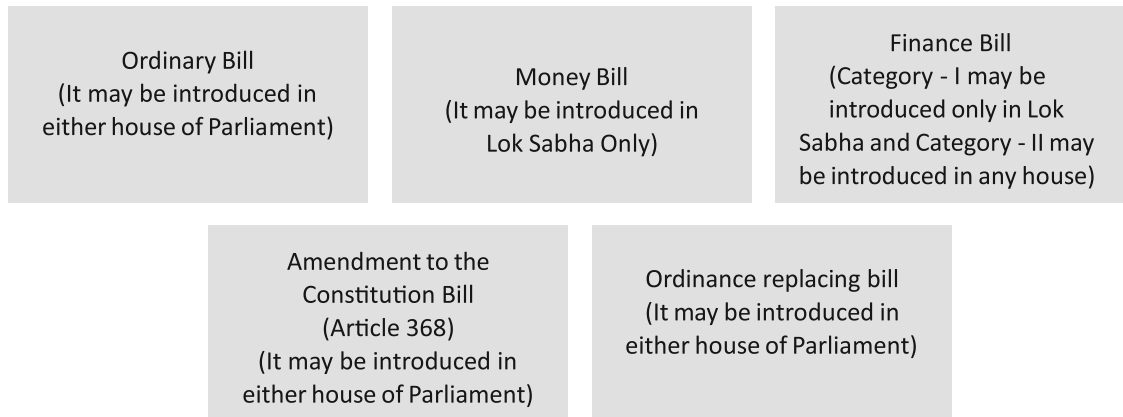 Ordinary Bill
(It may be introduced in
either house of Parliament)
Money Bill
(It may be introduced in
Lok Sabha Only)
Finance Bill
(Category - I may be
introduced only in Lok
Sabha and Category - II may
be introduced in any house)
Amendment to the
Constitution Bill
(Article 368)
(It may be introduced in
either house of Parliament)
Ordinance replacing bill
(It may be introduced in
either house of Parliament)